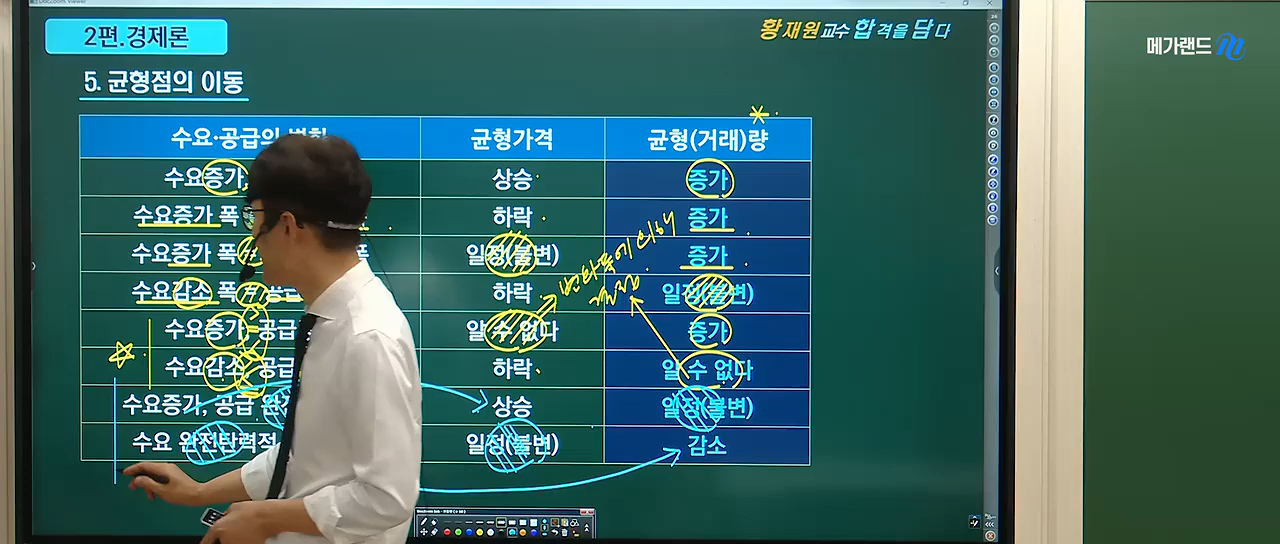 2편.경제론
황재원 교수 합격을 담다
메가랜드
5. 균형점의 이동
균형가격 균형(거래)량
수요증가, 상승 증가
수요증가 폭 하락 증가
수요증가 폭 일정(불변) 증가
수요감소 폭 공급 하락 일정(불변)
수요증가 공급 알 수 없다 증가
수요감소, 공급 하락 알 수 없다
수요증가, 공급 상승 일정(불변)
수요 완전탄력적 일정(불변) 감소
변화폭에 의해
결정